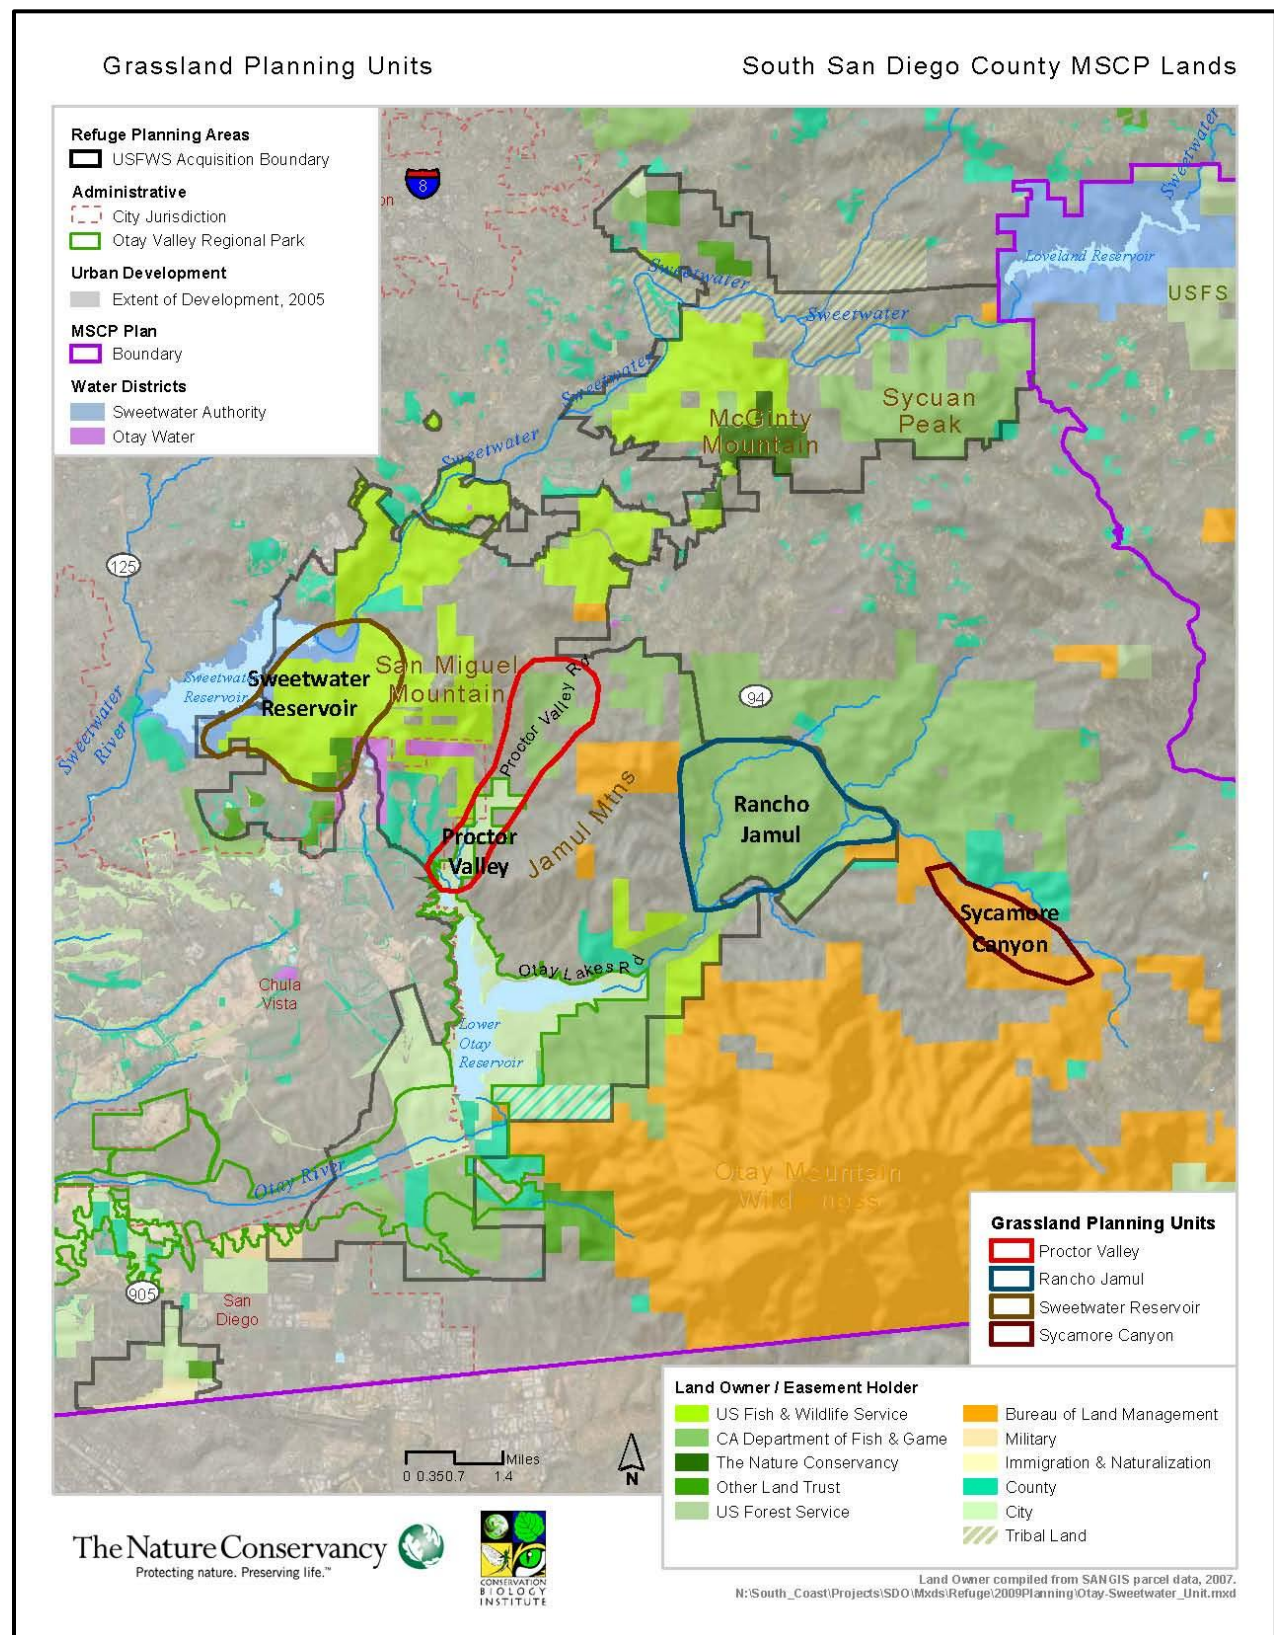 Grassland Planning Units
South San Diego County MSCP Lands
Refuge Planning Areas
USFWS Acquisition Boundary
Administrative
City Jurisdiction
Otay Valley Regional Park
Urban Development
Extent of Development, 2005
MSCP Plan
Boundary
Water Districts
Sweetwater Authority
Otay Water
8
on
Sweetwater
Loveland Reservoir
USFS
Sweetwater
Sweetwater
Sweetwater
Sweetwater
Sycuan
Peak
McGinty
Mountain
125
Sweetwater
Reservoir
Sweetwater
Reservoir
San Miguel
Mountain
Proctor Valley Rd
94
Sweetwater
River
Rancho
Jamul
Jamul Mtns
Proctor
Valley
Sycamore
Canyon
Otay Lakes Rd
Chula
Vista
Lower
Otay
Reservoir
Otay River
Otay Mountain
Wilderness
905
San
Diego
Grassland Planning Units
Proctor Valley
Rancho Jamul
Sweetwater Reservoir
Sycamore Canyon
Miles
0 0.35 0.7 1.4
N
Land Owner / Easement Holder
US Fish & Wildlife Service
CA Department of Fish & Game
The Nature Conservancy
Other Land Trust
US Forest Service
Bureau of Land Management
Military
Immigration & Naturalization
County
City
Tribal Land
The Nature Conservancy
Protecting nature. Preserving life.™
CONSERVATION
BIOLOGY
INSTITUTE
Land Owner compiled from SANGIS parcel data, 2007.
N:\South_Coast\Projects\SDO\Mxds\Refuge\2009Planning\Otay-Sweetwater_Unit.mxd